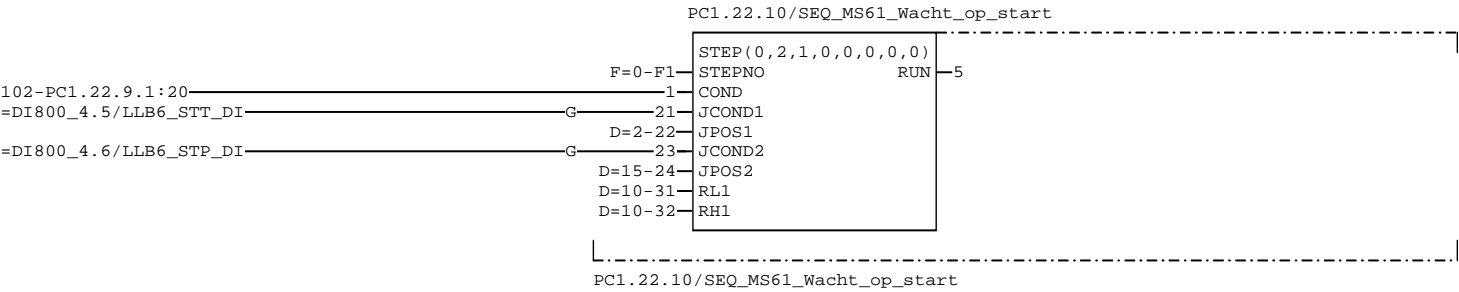 PC1.22.10/SEQ_MS61_Wacht_op_start
STEP(0,2,1,0,0,0,0,0)
F=0-F1 STEPNO RUN 5
102-PC1.22.9.1:20 1 COND
=DI800_4.5/LLB6_STT_DI G 21 JCOND1
D=2-22 JPOS1
=DI800_4.6/LLB6_STP_DI G 23 JCOND2
D=15-24 JPOS2
D=10-31 RL1
D=10-32 RH1
PC1.22.10/SEQ_MS61_Wacht_op_start